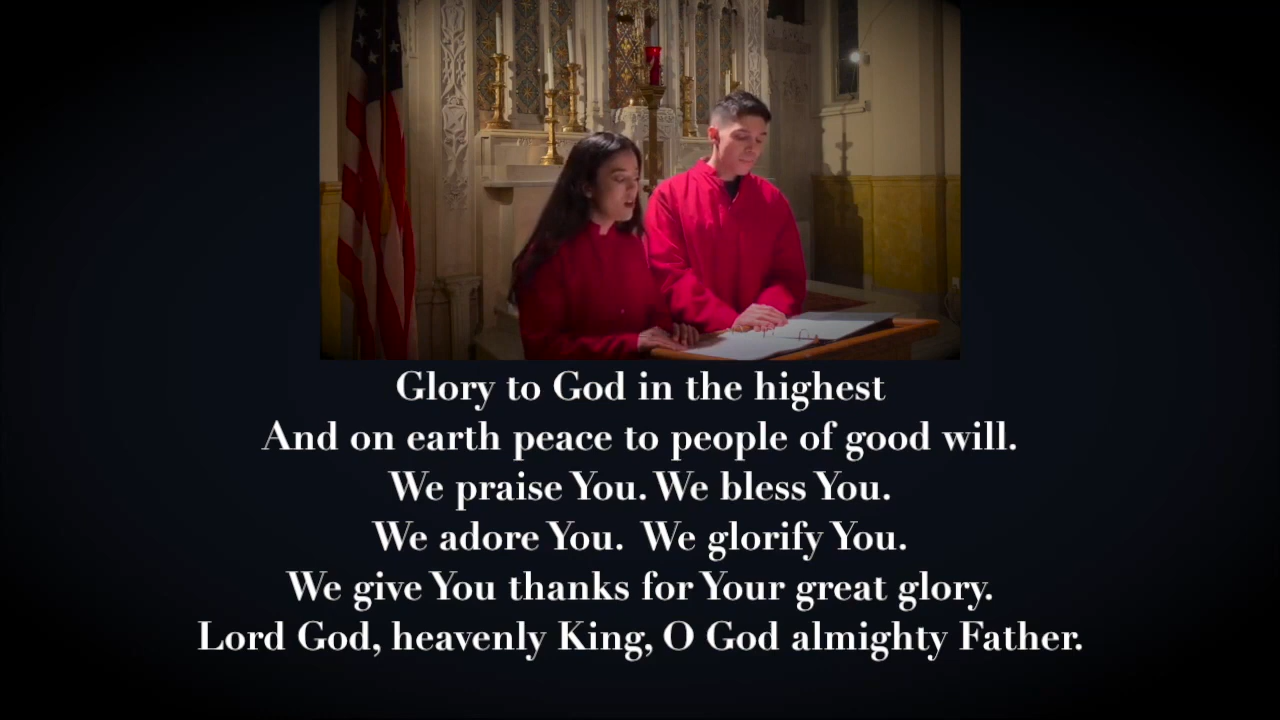 Glory to God in the highest
And on earth peace to people of good will.
We praise You. We bless You.
We adore You. We glorify You.
We give You thanks for Your great glory.
Lord God, heavenly King, O God almighty Father.